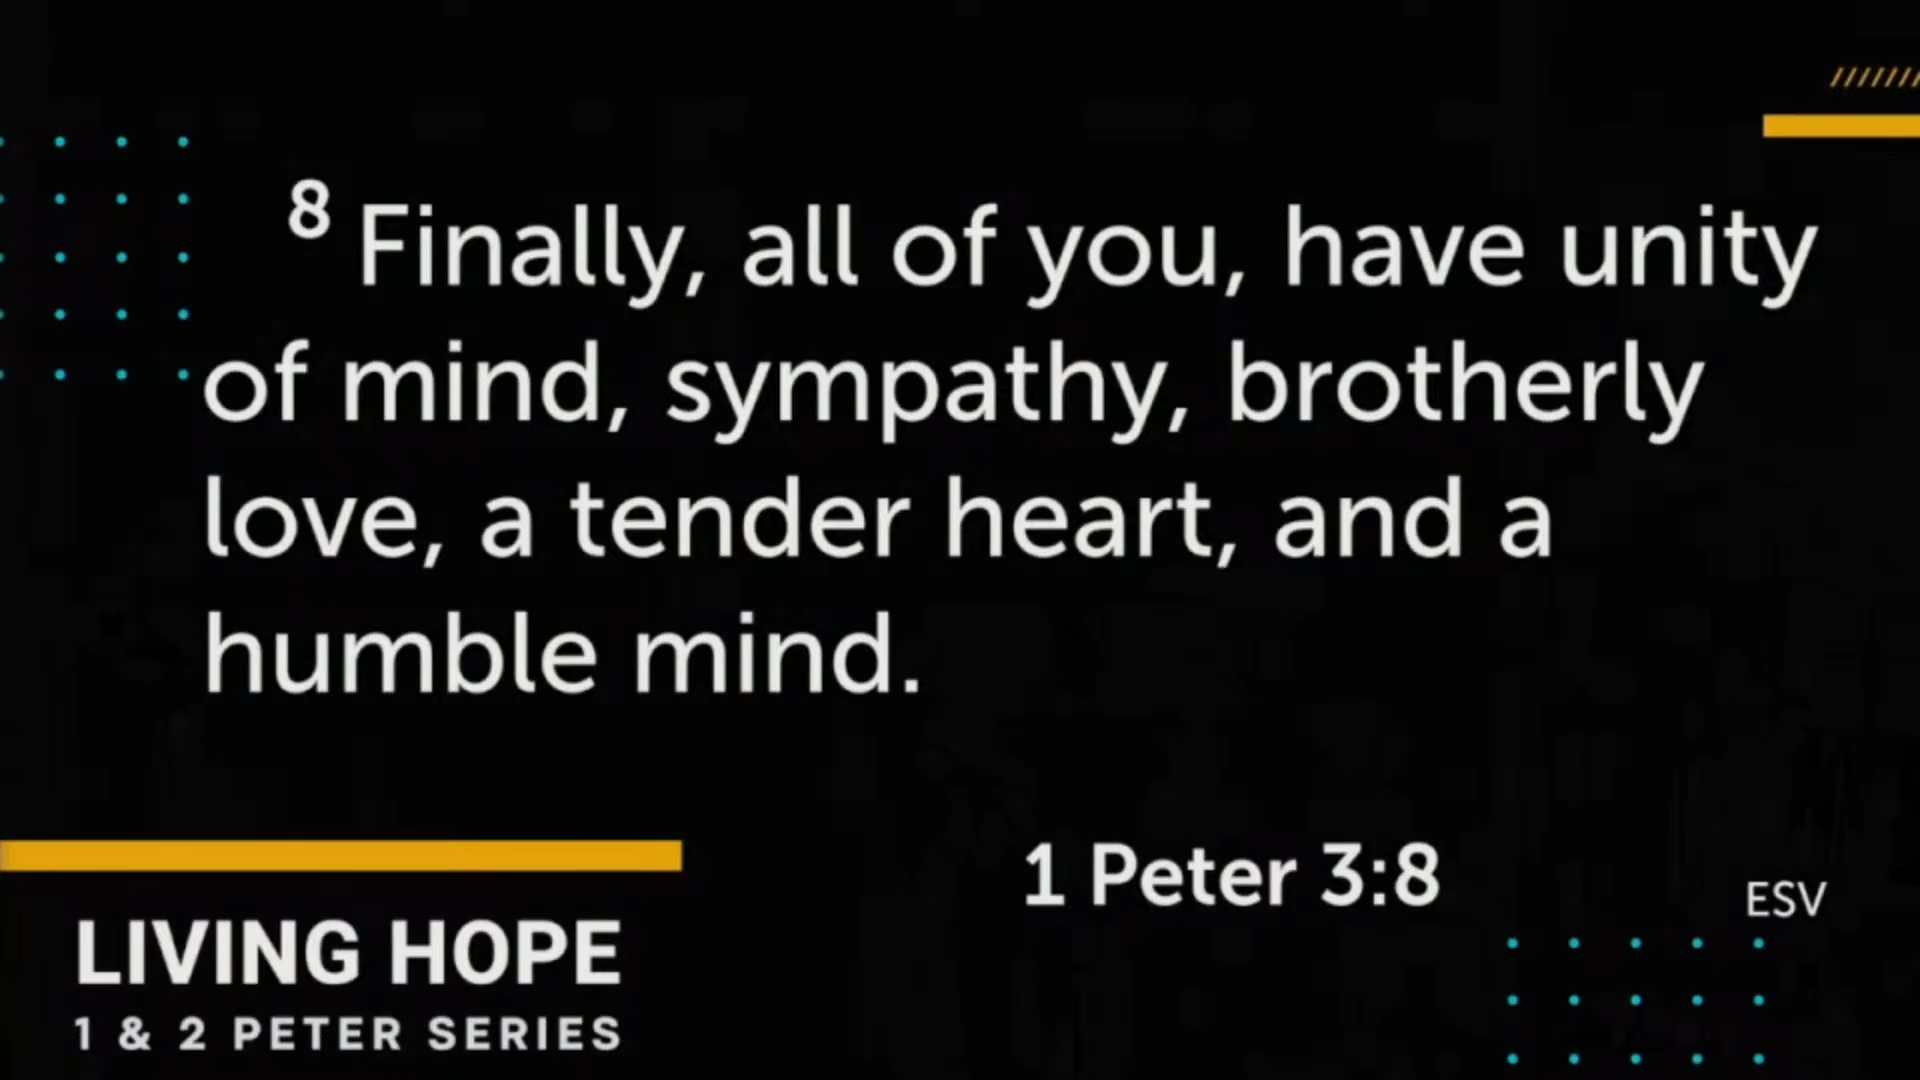 8 Finally, all of you, have unity
of mind, sympathy, brotherly
love, a tender heart, and a
humble mind.
1 Peter 3:8
ESV
LIVING HOPE
1 & 2 PETER SERIES